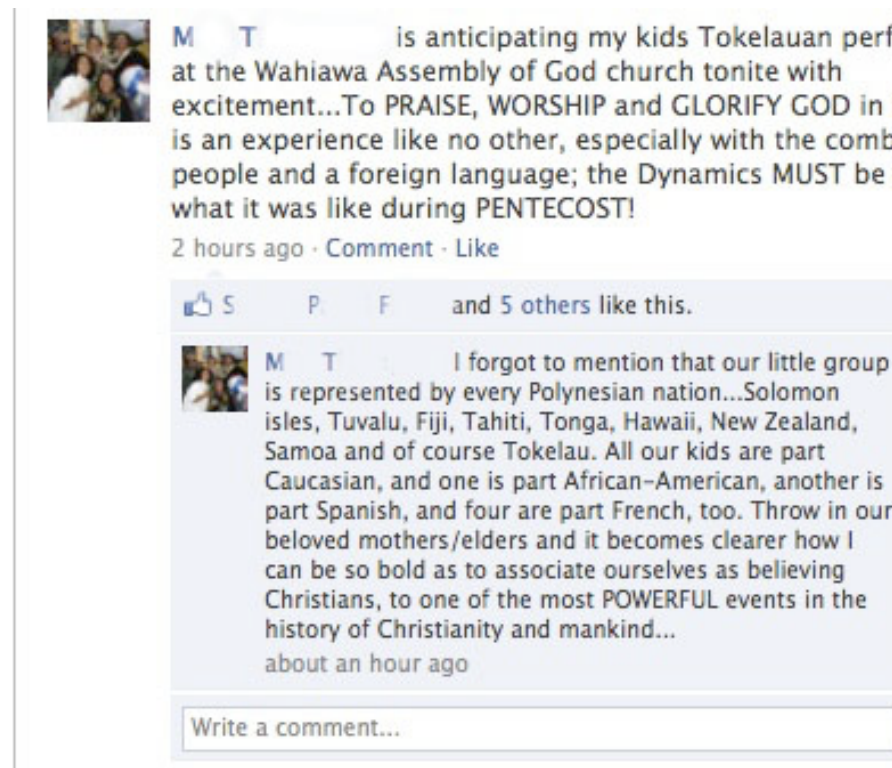 M T is anticipating my kids Tokelauan perf
at the Wahiawa Assembly of God church tonite with
excitement...To PRAISE, WORSHIP and GLORIFY GOD in
is an experience like no other, especially with the comb
people and a foreign language; the Dynamics MUST be
what it was like during PENTECOST!
2 hours ago · Comment · Like
S P F and 5 others like this.
M T I forgot to mention that our little group
is represented by every Polynesian nation...Solomon
isles, Tuvalu, Fiji, Tahiti, Tonga, Hawaii, New Zealand,
Samoa and of course Tokelau. All our kids are part
Caucasian, and one is part African-American, another is
part Spanish, and four are part French, too. Throw in our
beloved mothers/elders and it becomes clearer how I
can be so bold as to associate ourselves as believing
Christians, to one of the most POWERFUL events in the
history of Christianity and mankind...
about an hour ago
Write a comment...